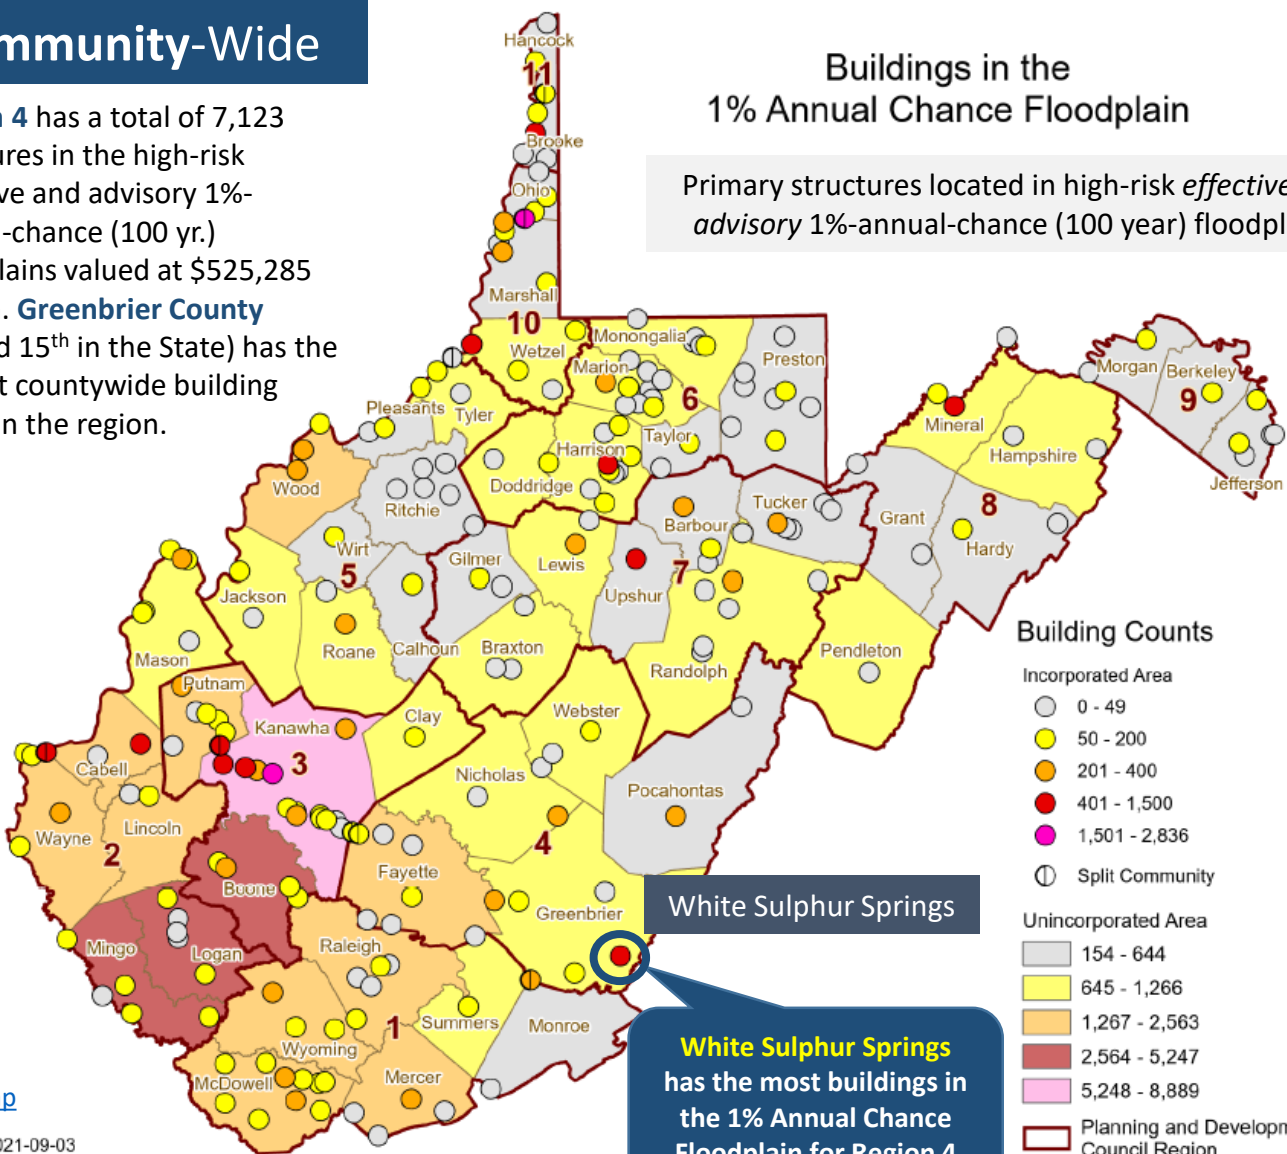 mmunity-Wide
4 has a total of 7,123
ures in the high-risk
ve and advisory 1%-
-chance (100 yr.)
lains valued at $525,285
. Greenbrier County
d 15th in the State) has the
t countywide building
n the region.
Buildings in the
1% Annual Chance Floodplain
Primary structures located in high-risk effective
advisory 1%-annual-chance (100 year) floodpl
Hancock
11
Brooke
Ohio
Marshall
10
Wetzel
Monongalia
Preston
Marion
6
Morgan
Berkeley
9
Pleasants
Tyler
Mineral
Hampshire
Harrison
Taylor
Jefferson
Wood
Doddridge
Ritchie
Barbour
Tucker
8
Grant
Hardy
Wirt
5
Gilmer
Lewis
7
Upshur
Jackson
Roane
Calhoun
Braxton
Randolph
Pendleton
Mason
Putnam
Kanawha
3
Clay
Webster
Cabell
Nicholas
Pocahontas
Wayne
Lincoln
2
4
Boone
Fayette
Greenbrier
Mingo
Logan
Raleigh
1
Summers
Monroe
Wyoming
McDowell
Mercer
White Sulphur Springs
White Sulphur Springs
has the most buildings in
the 1% Annual Chance
Floodplain for Region 4
Building Counts
Incorporated Area
0 - 49
50 - 200
201 - 400
401 - 1,500
1,501 - 2,836
Split Community
Unincorporated Area
154 - 644
645 - 1,266
1,267 - 2,563
2,564 - 5,247
5,248 - 8,889
Planning and Developm
Council Region
p
021-09-03